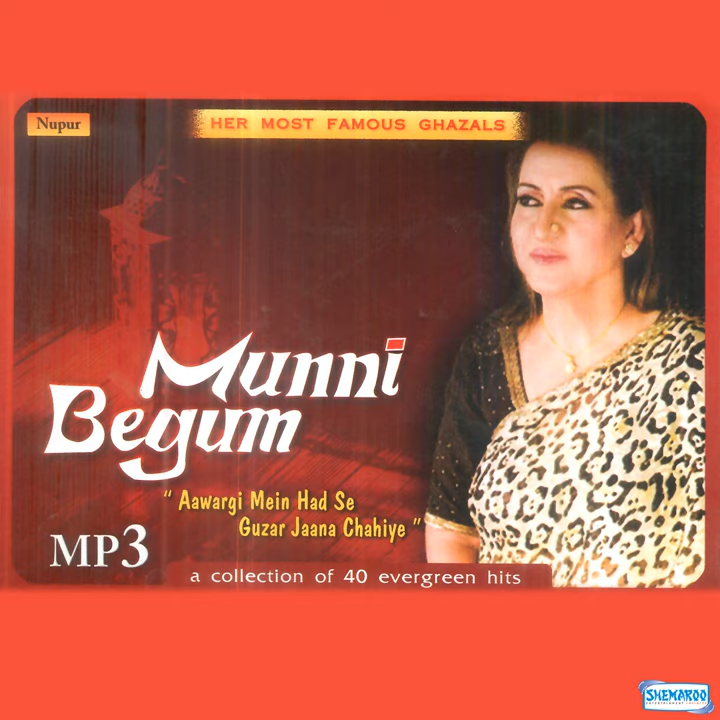 Nupur
HER MOST FAMOUS GHAZALS
Munni
Begum
" Aawargi Mein Had Se
Guzar Jaana Chahiye "
MP3
a collection of 40 evergreen hits
SHEMAROO